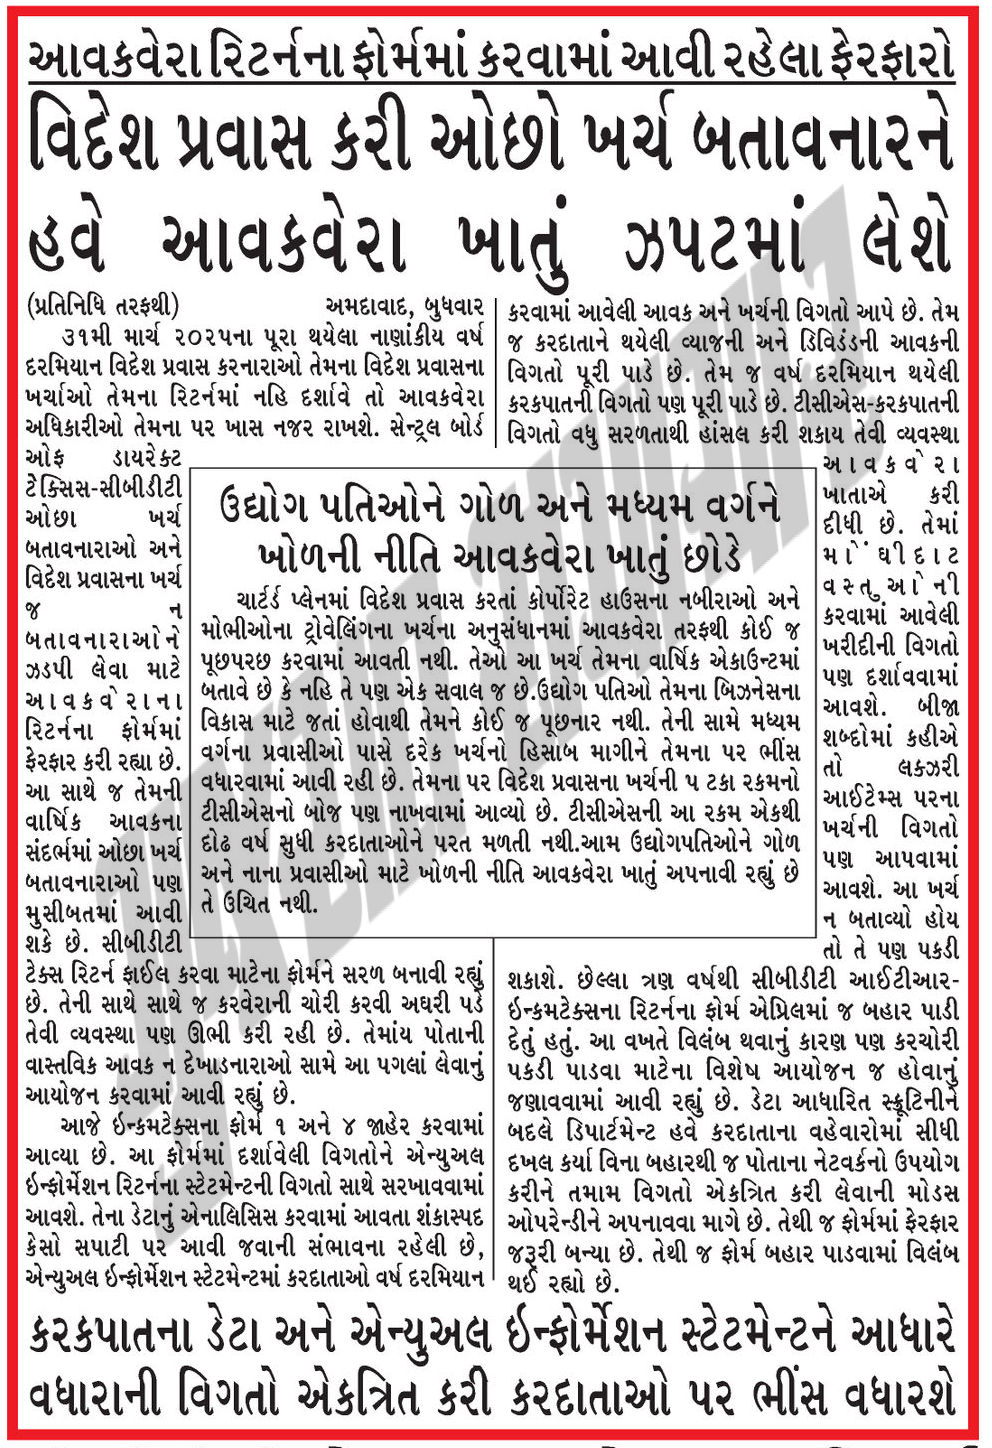 આવકવેરા રિટર્નના ફોર્મમાં કરવામાં આવી રહેલા ફેરફારો
વિદેશ પ્રવાસ કરી ઓછો ખર્ચ બતાવનારને
હવે આવકવેરા ખાતું ઝપટમાં લેશે
(પ્રતિનિધિ તરફથી) અમદાવાદ, બુધવાર
૩૧મી માર્ચ ૨૦૨૫ના પૂરા થયેલા નાણાંકીય વર્ષ
દરમિયાન વિદેશ પ્રવાસ કરનારાઓ તેમના વિદેશ પ્રવાસના
ખર્ચાઓ તેમના રિટર્નમાં નહિ દર્શાવે તો આવકવેરા
અધિકારીઓ તેમના પર ખાસ નજર રાખશે. સેન્ટ્રલ બોર્ડ
ઓફ ડાયરેક્ટ
ટેક્સિસ-સીબીડીટી
ઓછા ખર્ચ
બતાવનારાઓ અને
વિદેશ પ્રવાસના ખર્ચ
જ ન
બતાવનારાઓને
ઝડપી લેવા માટે
આવકવેરાના
રિટર્નના ફોર્મમાં
ફેરફાર કરી રહ્યા છે.
આ સાથે જ તેમની
વાર્ષિક આવકના
સંદર્ભમાં ઓછા ખર્ચ
બતાવનારાઓ પણ
મુસીબતમાં આવી
શકે છે. સીબીડીટી
ટેક્સ રિટર્ન ફાઈલ કરવા માટેના ફોર્મને સરળ બનાવી રહ્યું
છે. તેની સાથે સાથે જ કરવેરાની ચોરી કરવી અઘરી પડે
તેવી વ્યવસ્થા પણ ઊભી કરી રહી છે. તેમાંય પોતાની
વાસ્તવિક આવક ન દેખાડનારાઓ સામે આ પગલાં લેવાનું
આયોજન કરવામાં આવી રહ્યું છે.
આજે ઇન્કમટેક્સના ફોર્મ ૧ અને ૪ જાહેર કરવામાં
આવ્યા છે. આ ફોર્મમાં દર્શાવેલી વિગતોને એન્યુઅલ
ઇન્ફોર્મેશન રિટર્નના સ્ટેટમેન્ટની વિગતો સાથે સરખાવવામાં
આવશે. તેના ડેટાનું એનાલિસિસ કરવામાં આવતા શંકાસ્પદ
કેસો સપાટી પર આવી જવાની સંભાવના રહેલી છે,
એન્યુઅલ ઇન્ફોર્મેશન સ્ટેટમેન્ટમાં કરદાતાઓ વર્ષ દરમિયાન
કરવામાં આવેલી આવક અને ખર્ચની વિગતો આપે છે. તેમ
જ કરદાતાને થયેલી વ્યાજની અને ડિવિડંડની આવકની
વિગતો પૂરી પાડે છે. તેમ જ વર્ષ દરમિયાન થયેલી
કરકપાતની વિગતો પણ પૂરી પાડે છે. ટીસીએસ-કરકપાતની
વિગતો વધુ સરળતાથી હાંસલ કરી શકાય તેવી વ્યવસ્થા
આવકવેરા
ખાતાએ કરી
દીધી છે. તેમાં
મોંઘીદાટ
વસ્તુઓની
કરવામાં આવેલી
ખરીદીની વિગતો
પણ દર્શાવવામાં
આવશે. બીજા
શબ્દોમાં કહીએ
તો લક્ઝરી
આઈટેમ્સ પરના
ખર્ચની વિગતો
પણ આપવામાં
આવશે. આ ખર્ચ
ન બતાવ્યો હોય
તો તે પણ પકડી
શકાશે. છેલ્લા ત્રણ વર્ષથી સીબીડીટી આઈટીઆર-
ઇન્કમટેક્સના રિટર્નના ફોર્મ એપ્રિલમાં જ બહાર પાડી
દેતું હતું. આ વખતે વિલંબ થવાનું કારણ પણ કરચોરી
પકડી પાડવા માટેના વિશેષ આયોજન જ હોવાનું
જણાવવામાં આવી રહ્યું છે. ડેટા આધારિત સ્ક્રૂટિનીને
બદલે ડિપાર્ટમેન્ટ હવે કરદાતાના વહેવારોમાં સીધી
દખલ કર્યા વિના બહારથી જ પોતાના નેટવર્કનો ઉપયોગ
કરીને તમામ વિગતો એકત્રિત કરી લેવાની મોડસ
ઓપરેન્ડીને અપનાવવા માગે છે. તેથી જ ફોર્મમાં ફેરફાર
જરૂરી બન્યા છે. તેથી જ ફોર્મ બહાર પાડવામાં વિલંબ
થઈ રહ્યો છે.
ઉદ્યોગ પતિઓને ગોળ અને મધ્યમ વર્ગને
ખોળની નીતિ આવકવેરા ખાતું છોડે
ચાર્ટર્ડ પ્લેનમાં વિદેશ પ્રવાસ કરતાં કોર્પોરેટ હાઉસના નબીરાઓ અને
મોભીઓના ટ્રોવેલિંગના ખર્ચના અનુસંધાનમાં આવકવેરા તરફથી કોઈ જ
પૂછપરછ કરવામાં આવતી નથી. તેઓ આ ખર્ચ તેમના વાર્ષિક એકાઉન્ટમાં
બતાવે છે કે નહિ તે પણ એક સવાલ જ છે.ઉદ્યોગ પતિઓ તેમના બિઝનેસના
વિકાસ માટે જતાં હોવાથી તેમને કોઈ જ પૂછનાર નથી. તેની સામે મધ્યમ
વર્ગના પ્રવાસીઓ પાસે દરેક ખર્ચનો હિસાબ માગીને તેમના પર ભીંસ
વધારવામાં આવી રહી છે. તેમના પર વિદેશ પ્રવાસના ખર્ચની ૫ ટકા રકમનો
ટીસીએસનો બોજ પણ નાખવામાં આવ્યો છે. ટીસીએસની આ રકમ એકથી
દોઢ વર્ષ સુધી કરદાતાઓને પરત મળતી નથી.આમ ઉદ્યોગપતિઓને ગોળ
અને નાના પ્રવાસીઓ માટે ખોળની નીતિ આવકવેરા ખાતું અપનાવી રહ્યું છે
તે ઉચિત નથી.
કરકપાતના ડેટા અને એન્યુઅલ ઇન્ફોર્મેશન સ્ટેટમેન્ટને આધારે
વધારાની વિગતો એકત્રિત કરી કરદાતાઓ પર ભીંસ વધારશે
ગુજરાત સમાચાર